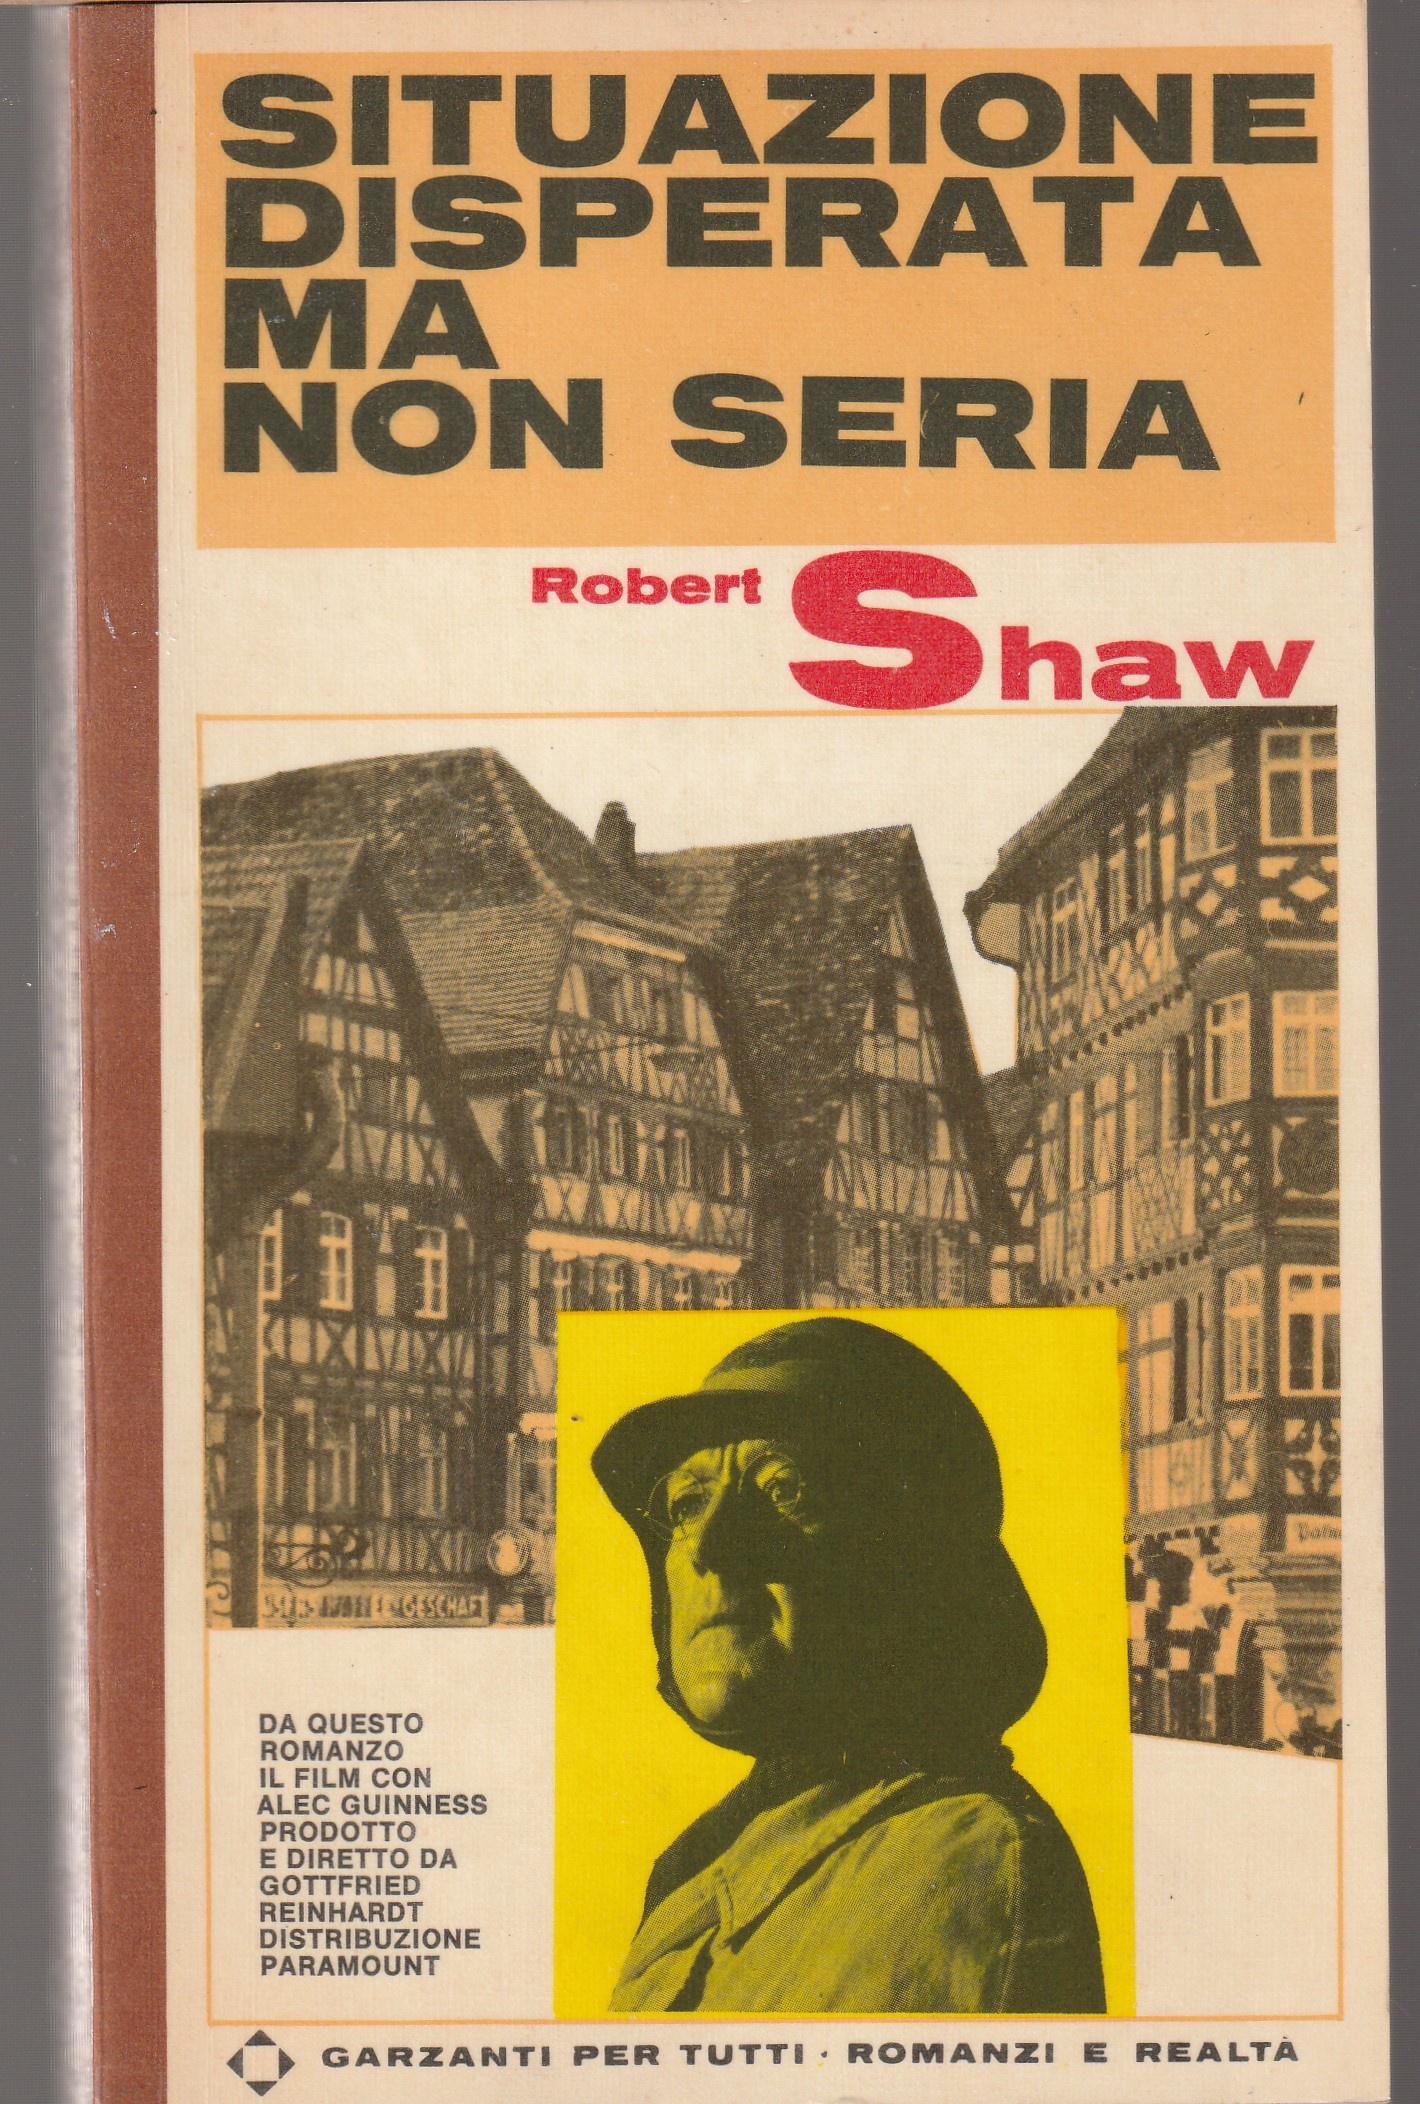 SITUAZIONE
DISPERATA
MA
NON SERIA
Robert Shaw
GESCHAFT
DA QUESTO
ROMANZO
IL FILM CON
ALEC GUINNESS
PRODOTTO
E DIRETTO DA
GOTTFRIED
REINHARDT
DISTRIBUZIONE
PARAMOUNT
GARZANTI PER TUTTI · ROMANZI E REALTÀ